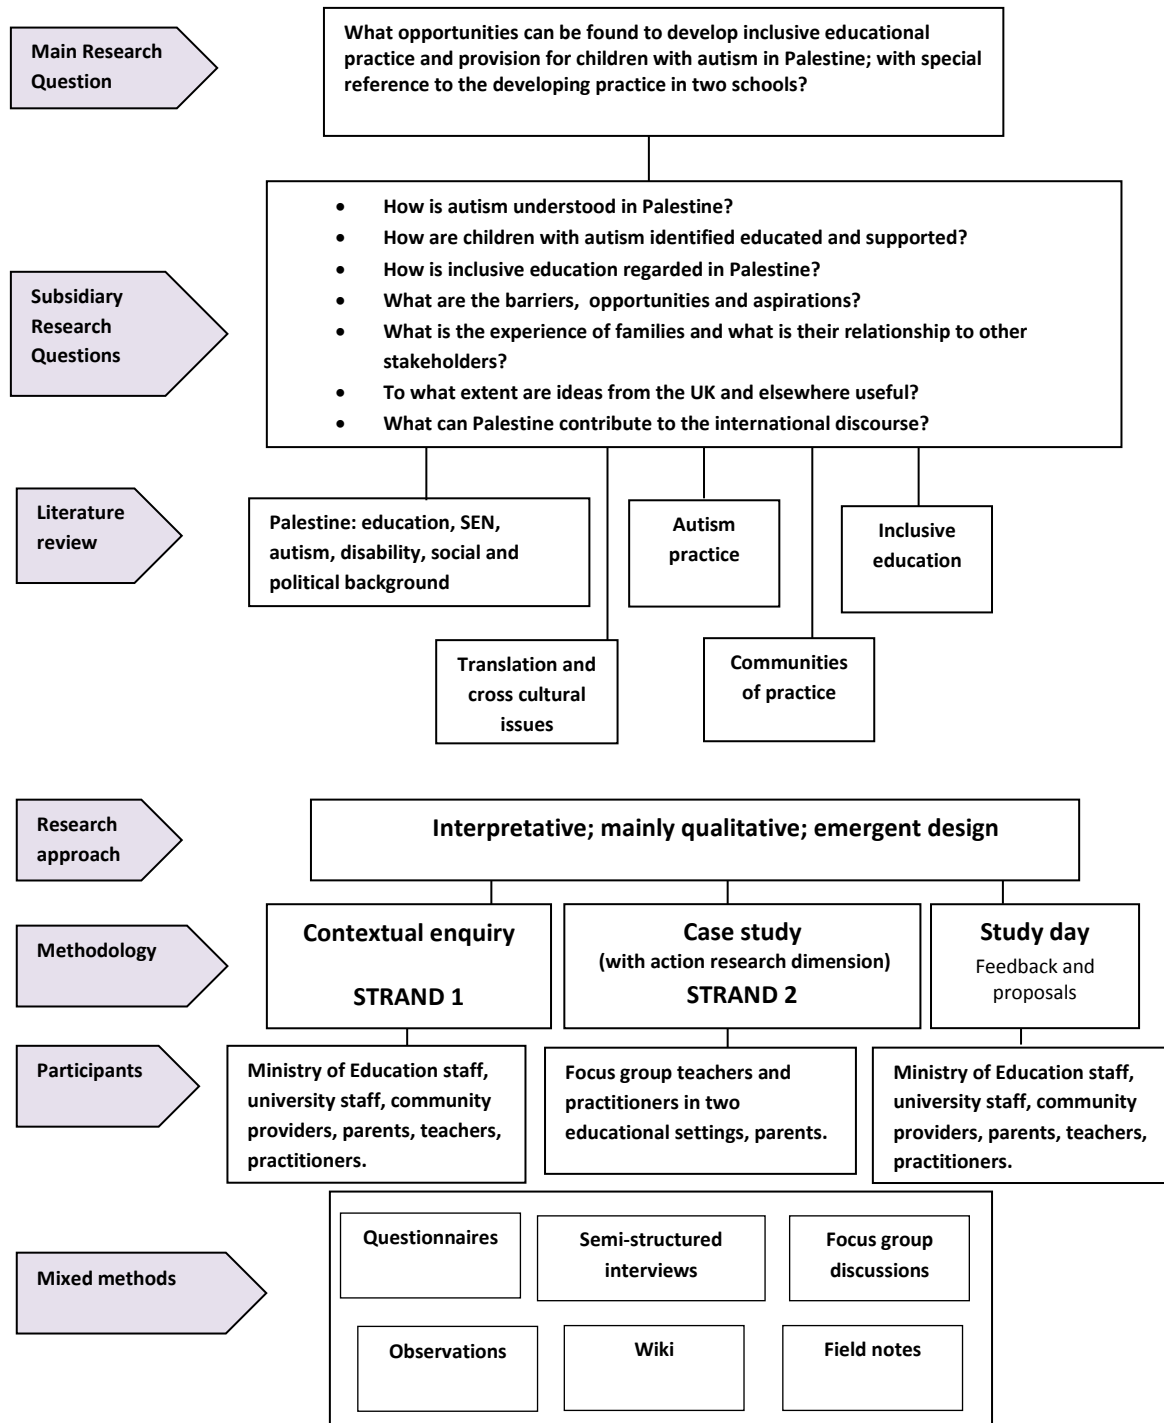 Main Research
Question
What opportunities can be found to develop inclusive educational
practice and provision for children with autism in Palestine; with special
reference to the developing practice in two schools?
Subsidiary
Research
Questions
• How is autism understood in Palestine?
• How are children with autism identified educated and supported?
• How is inclusive education regarded in Palestine?
• What are the barriers, opportunities and aspirations?
• What is the experience of families and what is their relationship to other
stakeholders?
• To what extent are ideas from the UK and elsewhere useful?
• What can Palestine contribute to the international discourse?
Literature
review
Palestine: education, SEN,
autism, disability, social and
political background
Autism
practice
Inclusive
education
Translation and
cross cultural
issues
Communities
of practice
Research
approach
Interpretative; mainly qualitative; emergent design
Methodology
Contextual enquiry
STRAND 1
Case study
(with action research dimension)
STRAND 2
Study day
Feedback and
proposals
Participants
Ministry of Education staff,
university staff, community
providers, parents, teachers,
practitioners.
Focus group teachers and
practitioners in two
educational settings, parents.
Ministry of Education staff,
university staff, community
providers, parents, teachers,
practitioners.
Mixed methods
Questionnaires
Semi-structured
interviews
Focus group
discussions
Observations
Wiki
Field notes